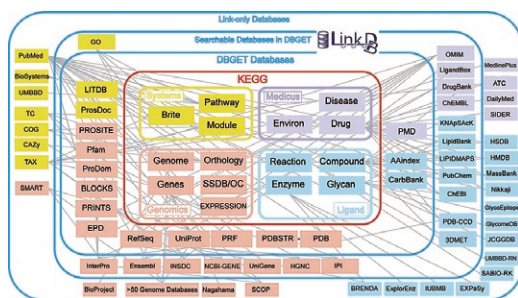 Link-only Databases
Searchable Databases in DBGET
LinkDB
DBGET Databases
KEGG
GO
PubMed
BioSystems
UMBBD
TC
COG
CAZy
TAX
SMART
LITDB
ProsDoc
PROSITE
Pfam
ProDom
BLOCKS
PRINTS
EPD
Systems
Pathway
Brite
Module
Medicus
Disease
Environ
Drug
Genome
Orthology
Genes
SSDB/OC
EXPRESSION
Genomics
Reaction
Compound
Enzyme
Glycan
Ligand
PMD
AAindex
CarbBank
RefSeq
UniProt
PRF
PDBSTR
PDB
InterPro
Ensembl
INSDC
NCBI-GENE
UniGene
HGNC
IPI
BioProject
>50 Genome Databases
Nagahama
SCOP
OMIM
LigandBox
DrugBank
ChEMBL
KNApSAcK
LipidBank
LIPIDMAPS
PubChem
ChEBI
PDB-CCD
3DMET
MedlinePlus
ATC
DailyMed
SIDER
HSDB
HMDB
MassBank
Nikkaji
GlycoEpitope
GlycomeDB
JCGGDB
UMBBD-RN
SABIO-RK
BRENDA
ExplorEnz
IUBMB
EXPaSy